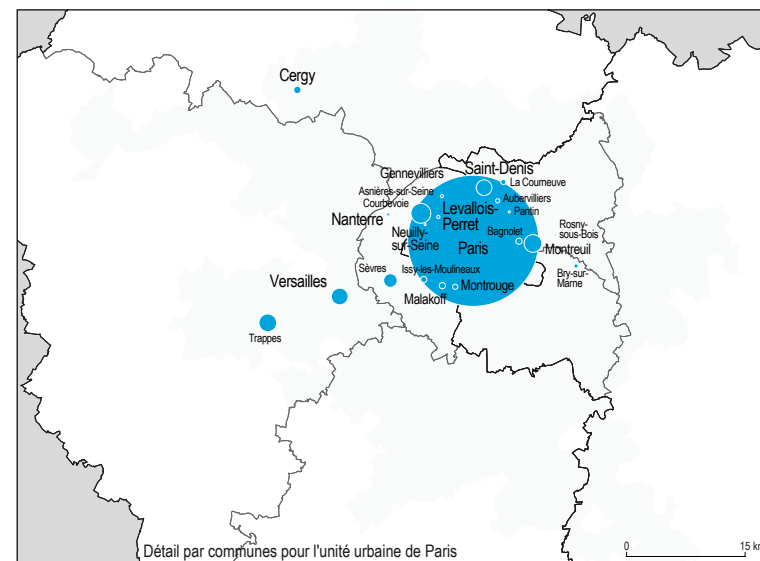 Cergy
Gennevilliers
Saint-Denis
La Courneuve
Asnières-sur-Seine
Courbevoie
Aubervilliers
Levallois-
Perret
Pantin
Nanterre
Neuilly-
sur-Seine
Bagnolet
Rosny-
sous-Bois
Paris
Montreuil
Sèvres
Issy-les-Moulineaux
Bry-sur-
Marne
Versailles
Malakoff
Montrouge
Trappes
Détail par communes pour l'unité urbaine de Paris
0
15 km